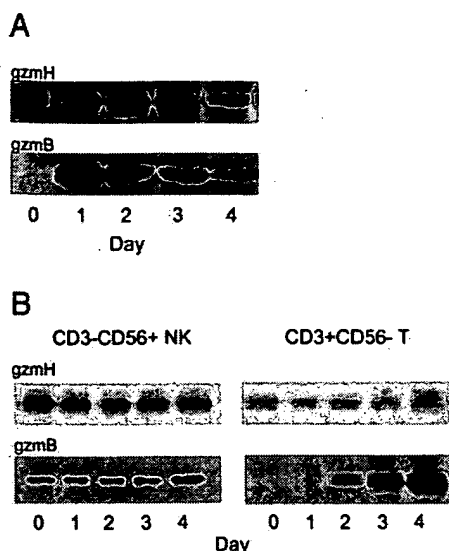 A
gzmH
gzmB
0 1 2 3 4
Day
B
CD3-CD56+ NK CD3+CD56- T
gzmH
gzmB
0 1 2 3 4 0 1 2 3 4
Day